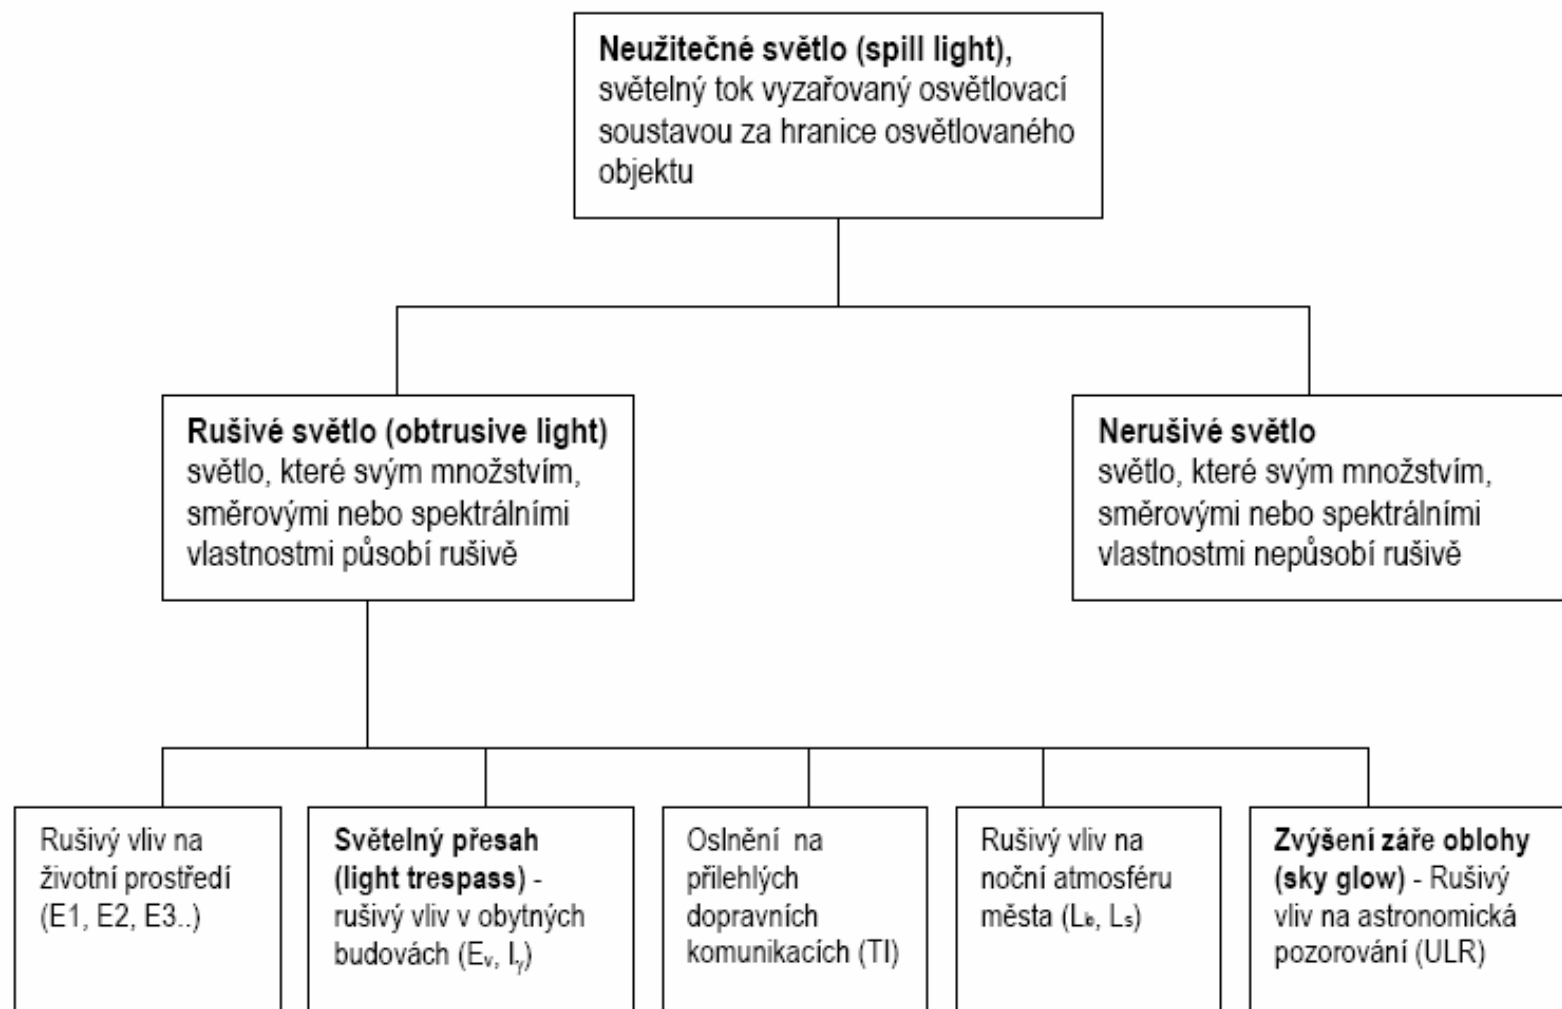 Neužitečné světlo (spill light),
světelný tok vyzařovaný osvětlovací
soustavou za hranice osvětlovaného
objektu
Rušivé světlo (obtrusive light)
světlo, které svým množstvím,
směrovými nebo spektrálními
vlastnostmi působí rušivě
Nerušivé světlo
světlo, které svým množstvím,
směrovými nebo spektrálními
vlastnostmi nepůsobí rušivě
Rušivý vliv na
životní prostředí
(E1, E2, E3..)
Světelný přesah
(light trespass) -
rušivý vliv v obytných
budovách (Ev, Iγ)
Oslnění na
přilehlých
dopravních
komunikacích (TI)
Rušivý vliv na
noční atmosféru
města (Ls)
Zvýšení záře oblohy
(sky glow) - Rušivý
vliv na astronomická
pozorování (ULR)